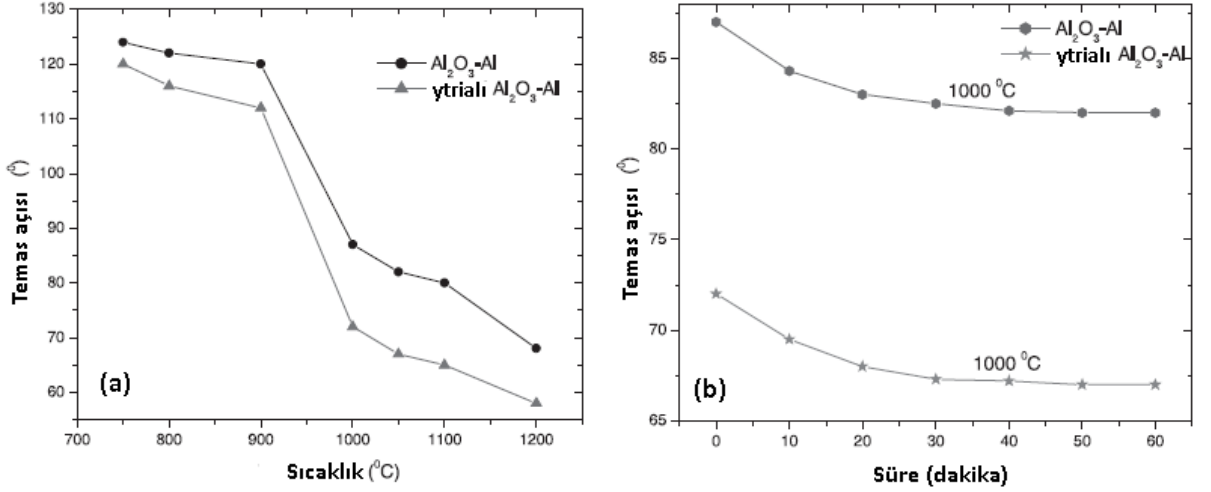 130
120
110
100
90
80
70
60
Temas açısı (⁰)
Al₂O₃-Al
ytrialı Al₂O₃-Al
(a)
700 800 900 1000 1100 1200
Sıcaklık (⁰C)
85
80
75
70
65
Temas açısı (⁰)
Al₂O₃-Al
ytrialı Al₂O₃-Al
1000 ⁰C
1000 ⁰C
(b)
0 10 20 30 40 50 60
Süre (dakika)